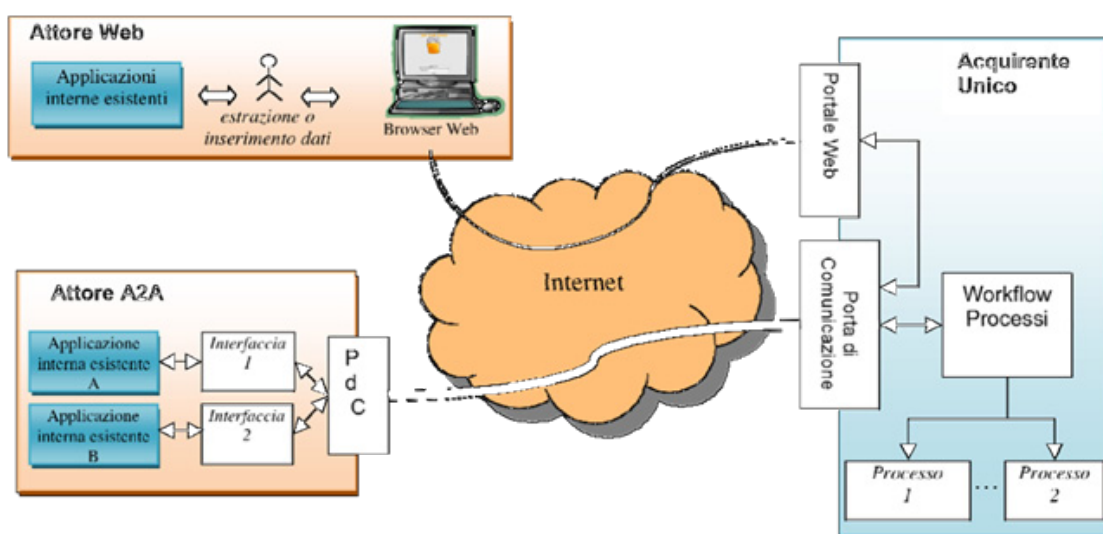 Attore Web
Applicazioni
interne esistenti
estrazione o
inserimento dati
Browser Web
Acquirente
Unico
Portale Web
Internet
Porta di
Comunicazione
Workflow
Processi
Processo
1
...
Processo
2
Attore A2A
Applicazione
interna esistente
A
Interfaccia
1
Applicazione
interna esistente
B
Interfaccia
2
P
d
C